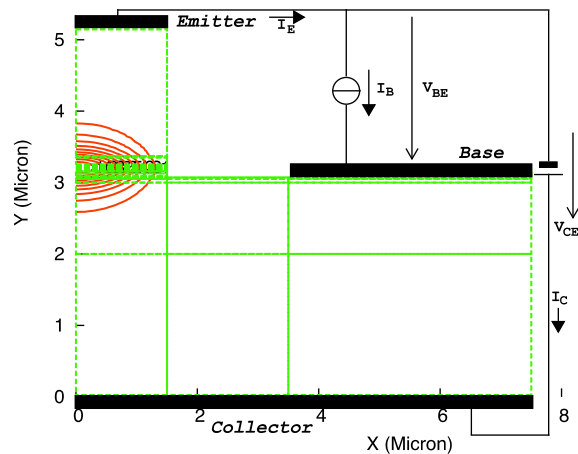 Emitter
I_E
5
I_B
V_BE
4
Base
3
V_CE
2
I_C
1
0
0 2 4 6 8
Collector
X (Micron)
Y (Micron)